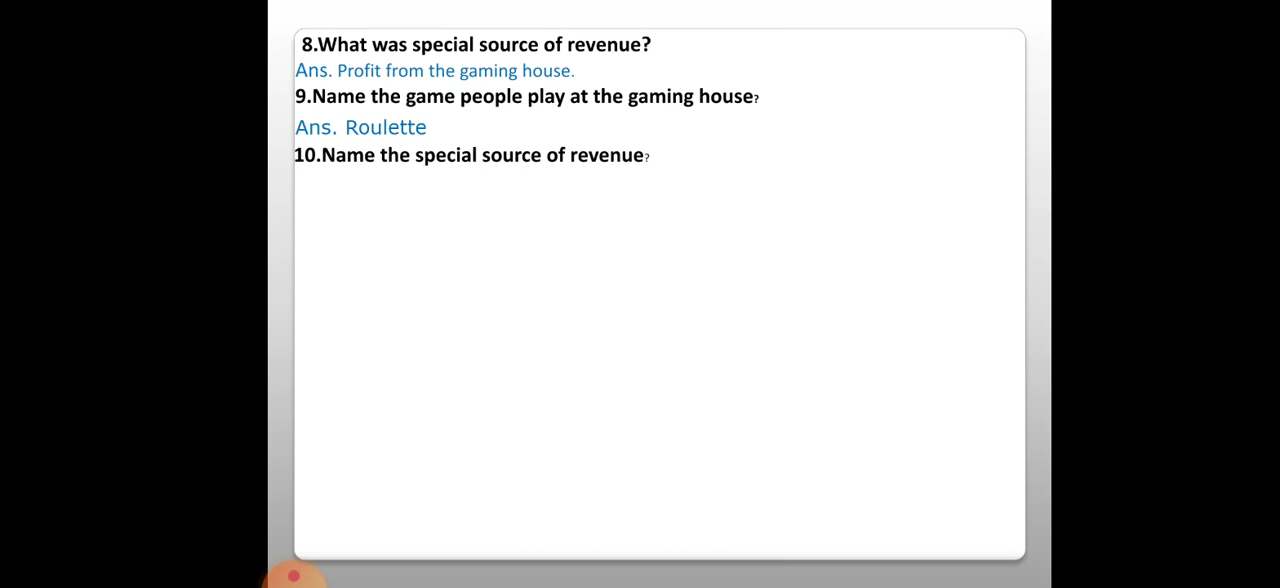 8.What was special source of revenue?
Ans. Profit from the gaming house.
9.Name the game people play at the gaming house?
Ans. Roulette
10.Name the special source of revenue?